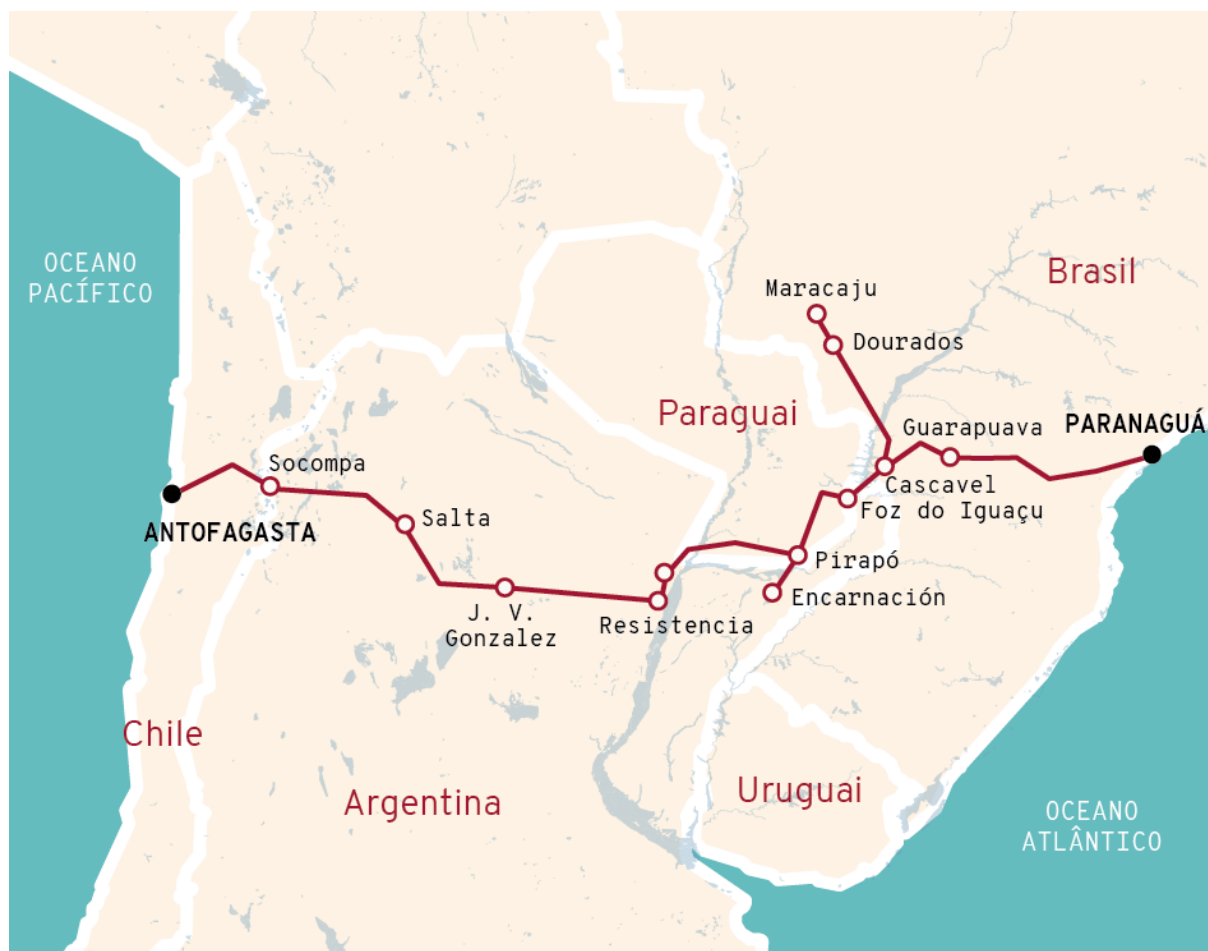 OCEANO
PACÍFICO
Brasil
Maracaju
Dourados
Paraguai
Guarapuava
PARANAGUÁ
Socompa
Cascavel
ANTOFAGASTA
Salta
Foz do Iguaçu
Pirapó
Encarnación
J. V.
Gonzalez
Resistencia
Chile
Argentina
Uruguai
OCEANO
ATLÂNTICO